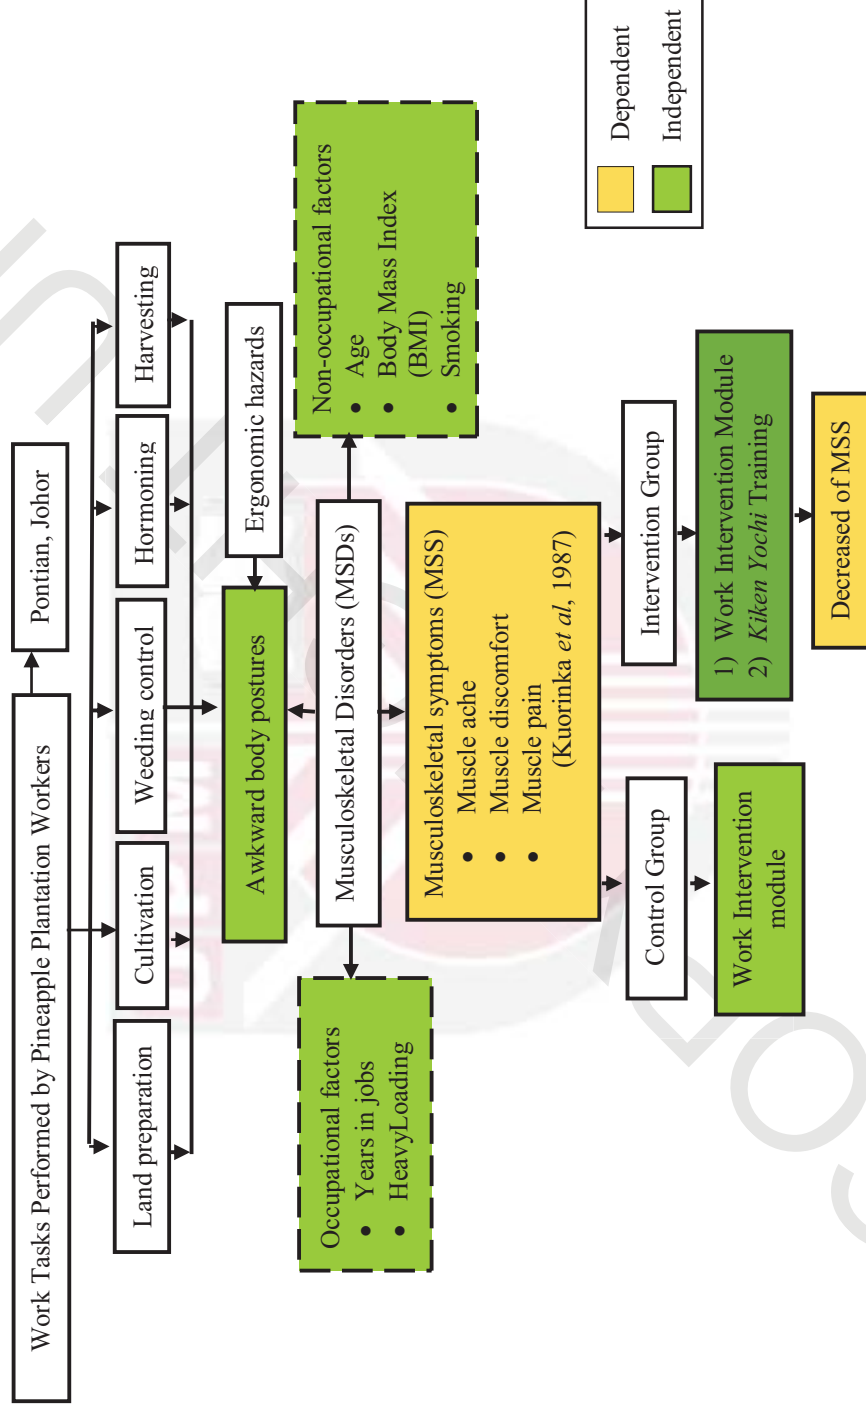 Work Tasks Performed by Pineapple Plantation Workers
Pontian, Johor
Land preparation
Cultivation
Weeding control
Hormoning
Harvesting
Awkward body postures
Ergonomic hazards
Occupational factors
• Years in jobs
• HeavyLoading
Musculoskeletal Disorders (MSDs)
Non-occupational factors
• Age
• Body Mass Index
(BMI)
• Smoking
Musculoskeletal symptoms (MSS)
• Muscle ache
• Muscle discomfort
• Muscle pain
(Kuorinka et al, 1987)
Control Group
Intervention Group
Work Intervention
module
1) Work Intervention Module
2) Kiken Yochi Training
Decreased of MSS
Dependent
Independent
UPM